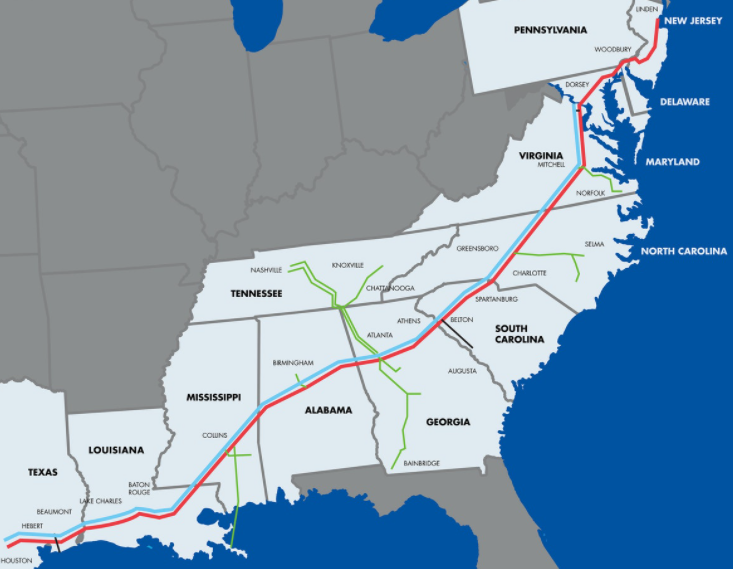 LINDEN
NEW JERSEY
PENNSYLVANIA
WOODBURY
DORSEY
DELAWARE
VIRGINIA
MITCHELL
MARYLAND
NORFOLK
GREENSBORO
SELMA
NORTH CAROLINA
NASHVILLE
KNOXVILLE
CHARLOTTE
CHATTANOOGA
TENNESSEE
SPARTANBURG
ATHENS
BELTON
ATLANTA
SOUTH
CAROLINA
BIRMINGHAM
AUGUSTA
MISSISSIPPI
ALABAMA
GEORGIA
COLLINS
LOUISIANA
BAINBRIDGE
TEXAS
BATON
ROUGE
LAKE CHARLES
BEAUMONT
HEBERT
HOUSTON